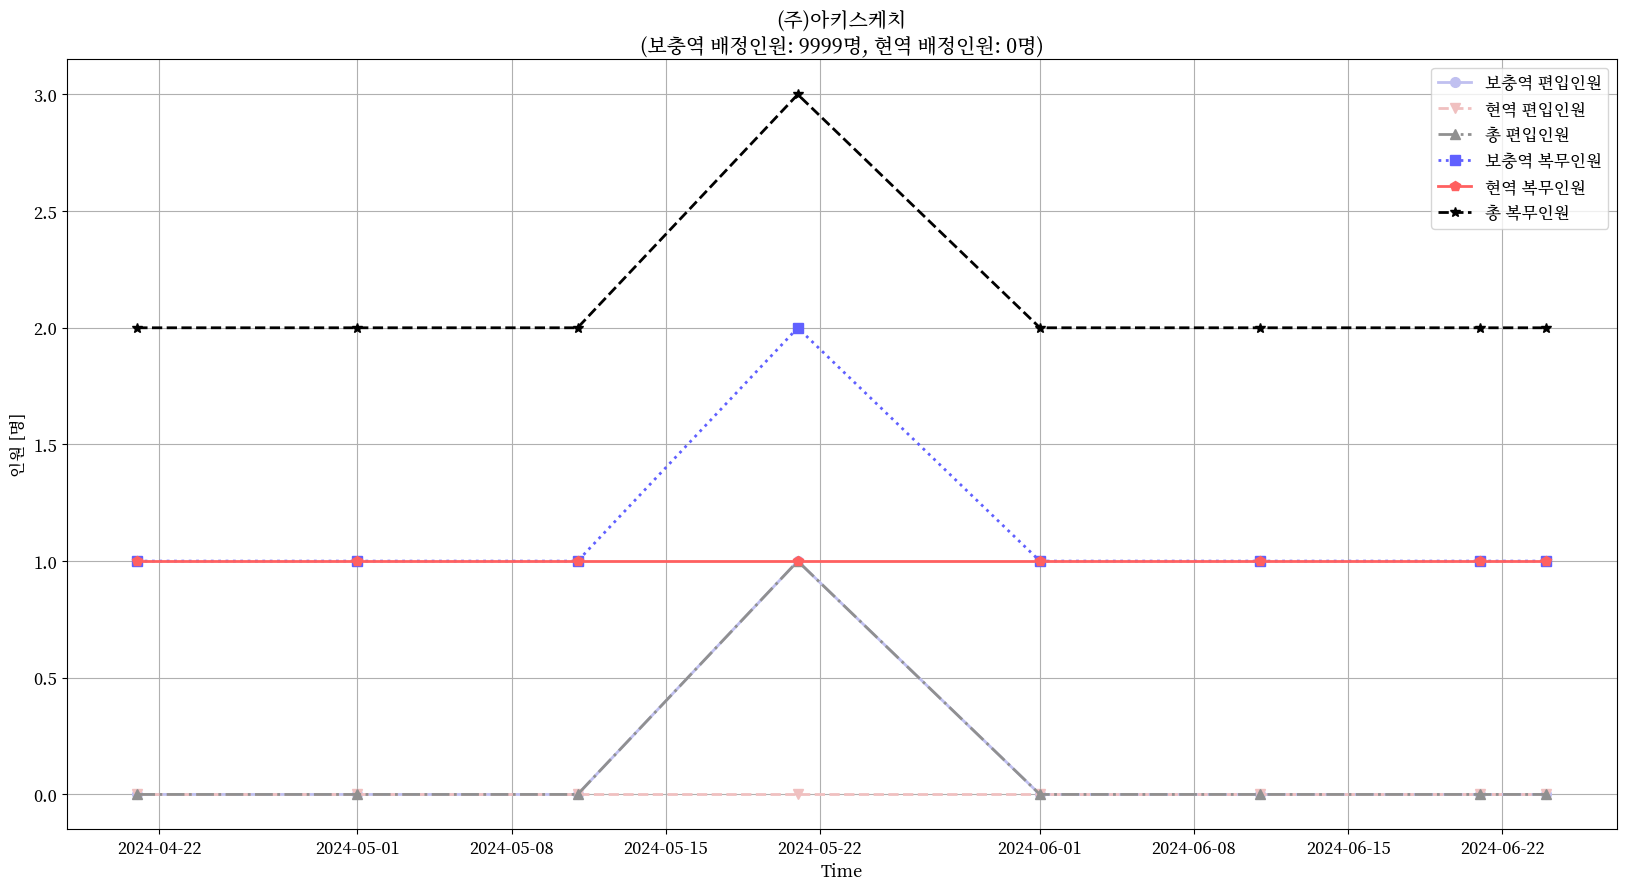 (주)아키스케치
(보충역 배정인원: 9999명, 현역 배정인원: 0명)
보충역 편입인원
현역 편입인원
총 편입인원
보충역 복무인원
현역 복무인원
총 복무인원
3.0
2.5
2.0
1.5
1.0
0.5
0.0
인원 [명]
2024-04-22 2024-05-01 2024-05-08 2024-05-15 2024-05-22 2024-06-01 2024-06-08 2024-06-15 2024-06-22
Time